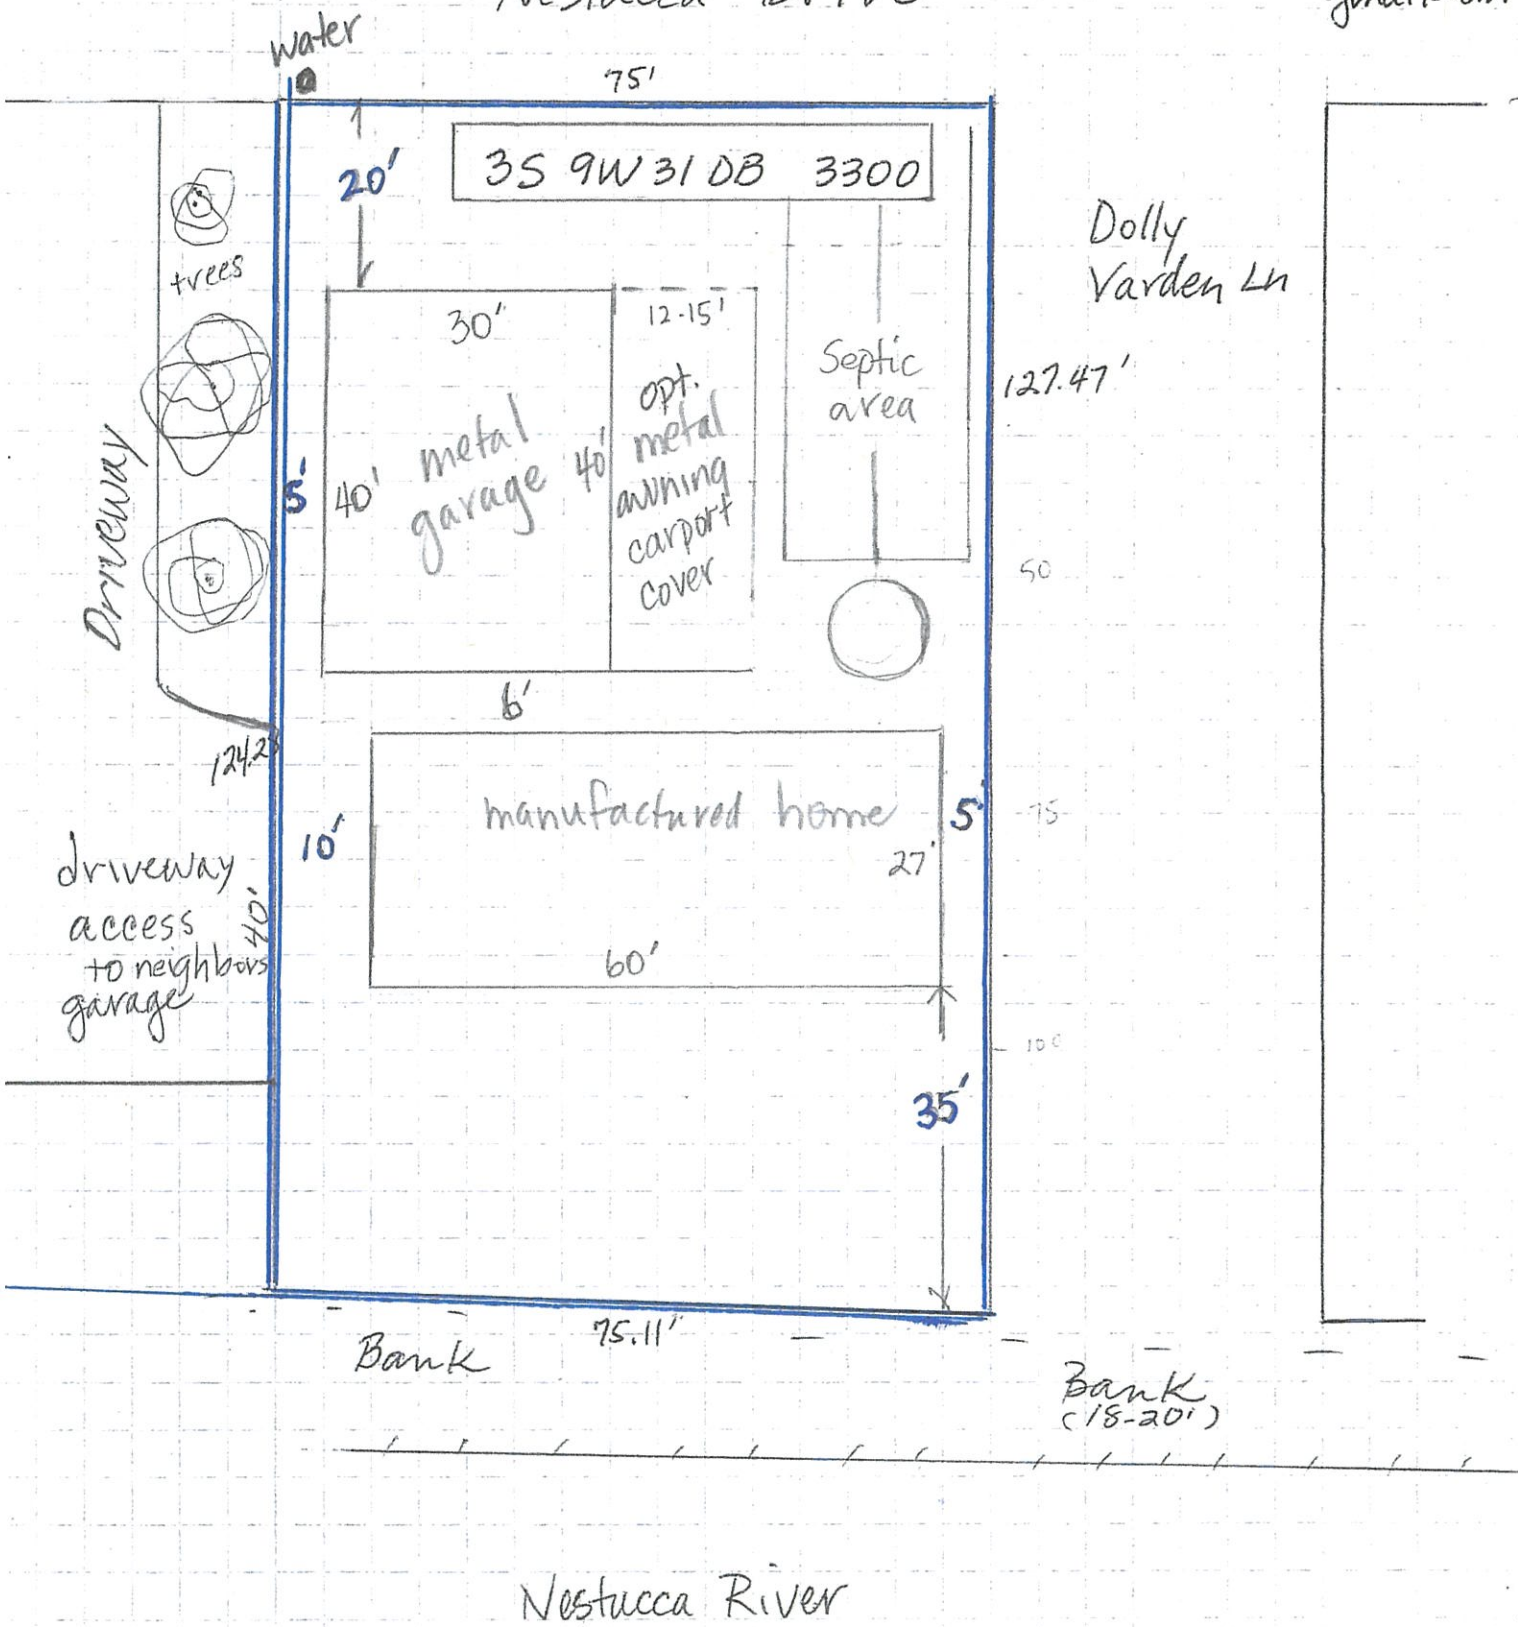 water
75'
20'
3S 9W 31 DB 3300
trees
Dolly
Varden Ln
30'
12-15'
Septic
area
127.47'
opt.
metal
awning
carport
cover
metal
garage
40'
40'
5'
Driveway
50
6'
124.2
manufactured home
5'
75
10'
27'
driveway
access
to neighbors
garage
40'
60'
100
35'
75.11'
Bank
Bank
(18-20')
Nestucca River